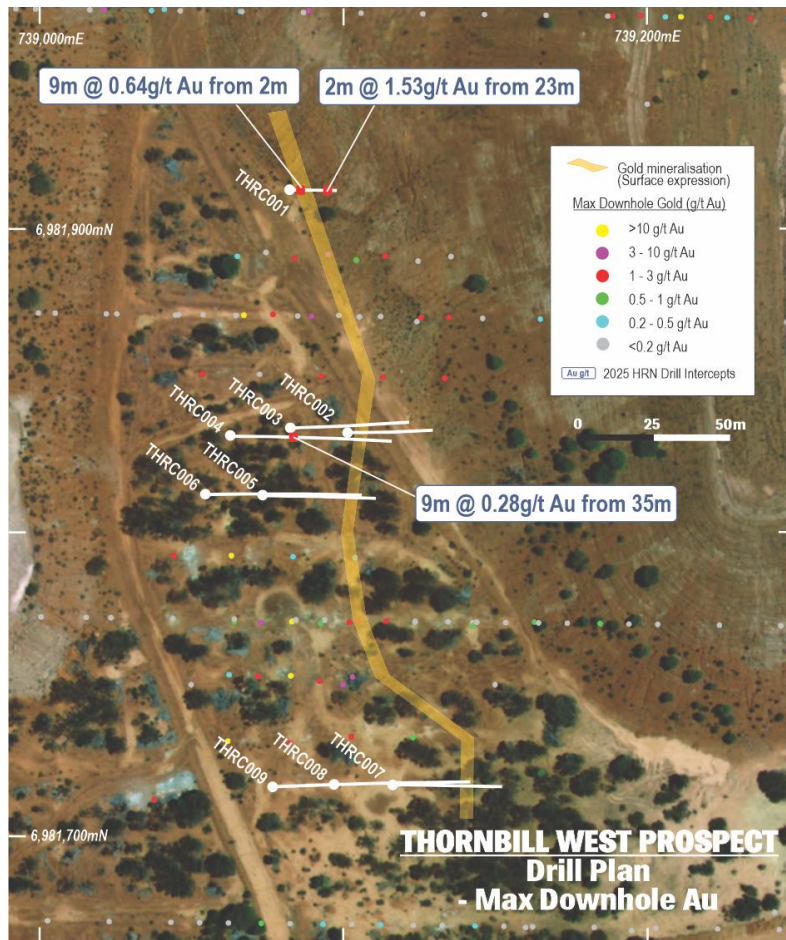 739,000mE
739,200mE
9m @ 0.64g/t Au from 2m
2m @ 1.53g/t Au from 23m
THRC001
6,981,900mN
Gold mineralisation
(Surface expression)
Max Downhole Gold (g/t Au)
>10 g/t Au
3 - 10 g/t Au
1 - 3 g/t Au
0.5 - 1 g/t Au
0.2 - 0.5 g/t Au
<0.2 g/t Au
Au g/t 2025 HRN Drill Intercepts
0 25 50m
THRC004
THRC003
THRC002
THRC006
THRC005
9m @ 0.28g/t Au from 35m
THRC009
THRC008
THRC007
6,981,700mN
THORNBILL WEST PROSPECT
Drill Plan
- Max Downhole Au